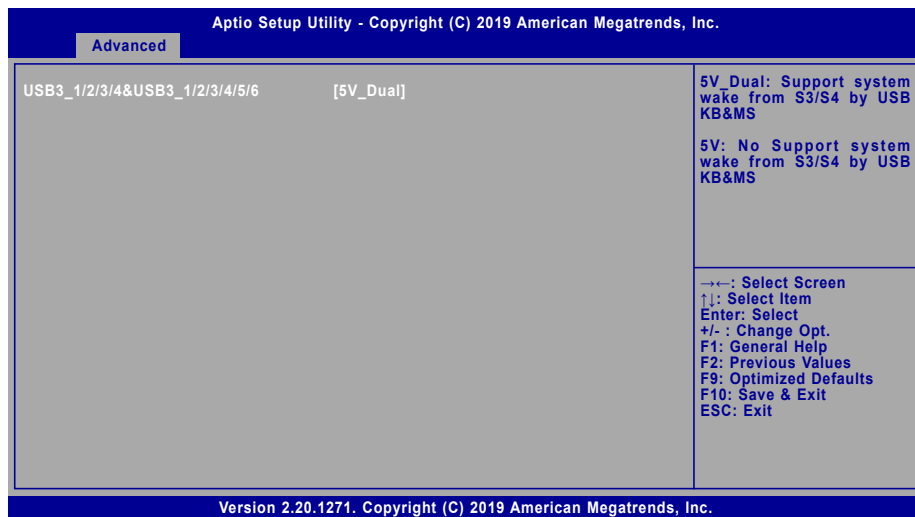 Aptio Setup Utility - Copyright (C) 2019 American Megatrends, Inc.
Advanced
USB3_1/2/3/4&USB3_1/2/3/4/5/6 [5V_Dual]
5V_Dual: Support system
wake from S3/S4 by USB
KB&MS
5V: No Support system
wake from S3/S4 by USB
KB&MS
→←: Select Screen
↑↓: Select Item
Enter: Select
+/- : Change Opt.
F1: General Help
F2: Previous Values
F9: Optimized Defaults
F10: Save & Exit
ESC: Exit
Version 2.20.1271. Copyright (C) 2019 American Megatrends, Inc.